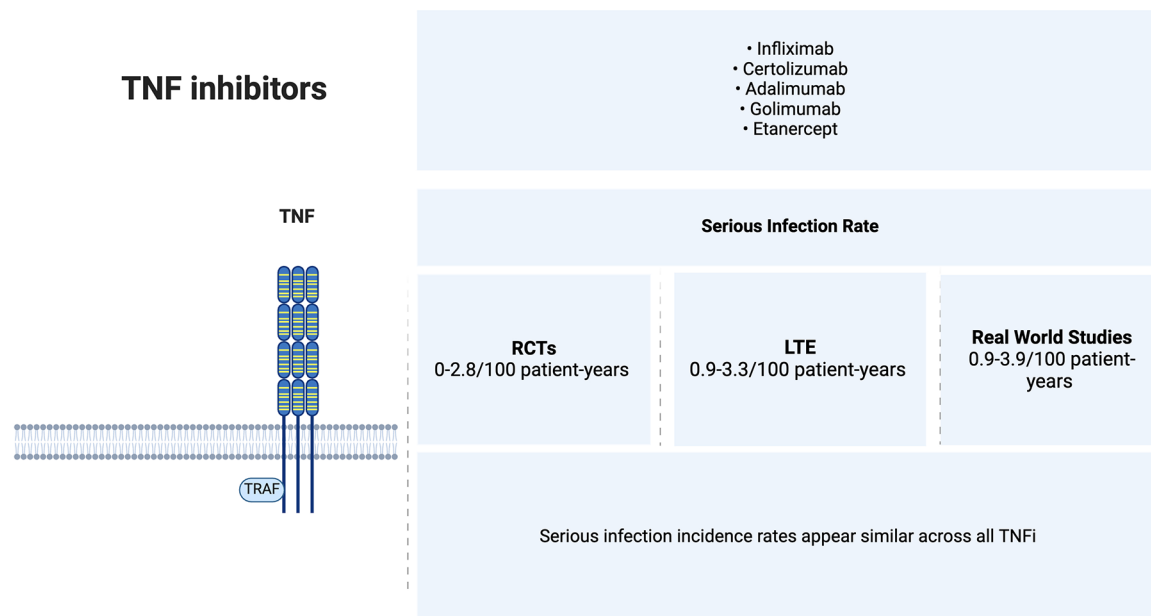 TNF inhibitors
• Infliximab
• Certolizumab
• Adalimumab
• Golimumab
• Etanercept
TNF
TRAF
Serious Infection Rate
RCTs
0-2.8/100 patient-years
LTE
0.9-3.3/100 patient-years
Real World Studies
0.9-3.9/100 patient-
years
Serious infection incidence rates appear similar across all TNFi